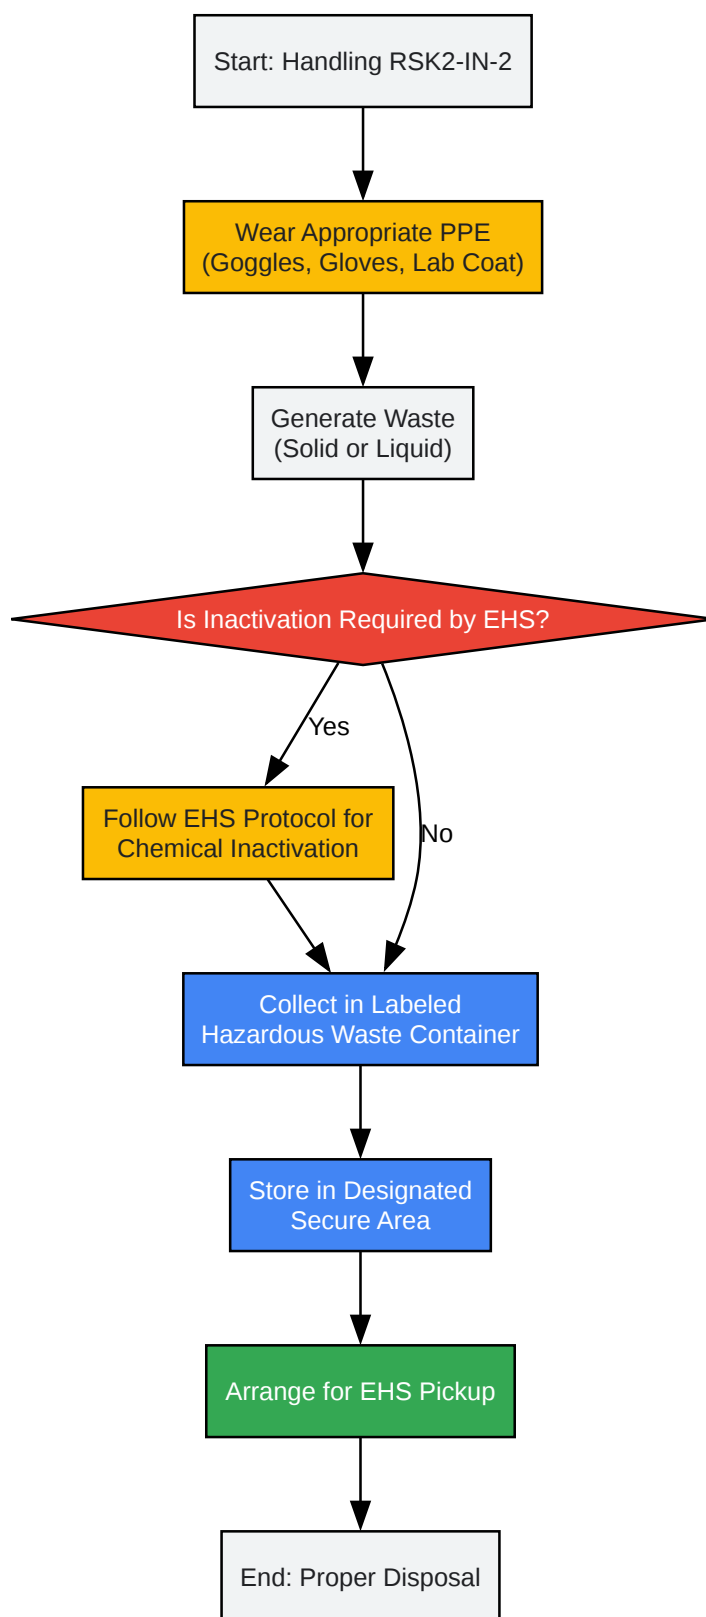 Start: Handling RSK2-IN-2
Wear Appropriate PPE
(Goggles, Gloves, Lab Coat)
Generate Waste
(Solid or Liquid)
Is Inactivation Required by EHS?
Yes
Follow EHS Protocol for
Chemical Inactivation
No
Collect in Labeled
Hazardous Waste Container
Store in Designated
Secure Area
Arrange for EHS Pickup
End: Proper Disposal